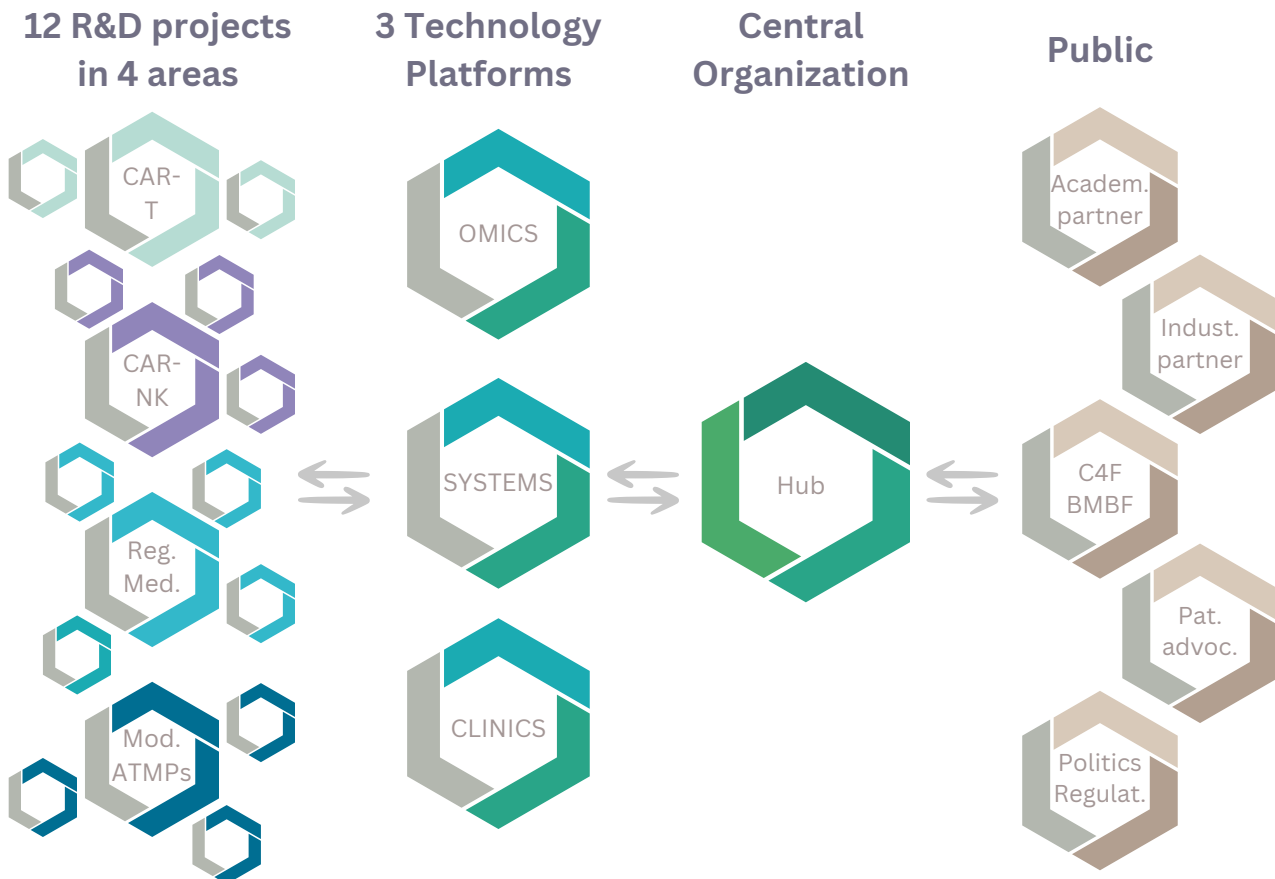 12 R&D projects
in 4 areas
3 Technology
Platforms
Central
Organization
Public
CAR-
T
CAR-
NK
Reg.
Med.
Mod.
ATMPs
OMICS
SYSTEMS
CLINICS
Hub
Academ.
partner
Indust.
partner
C4F
BMBF
Pat.
advoc.
Politics
Regulat.